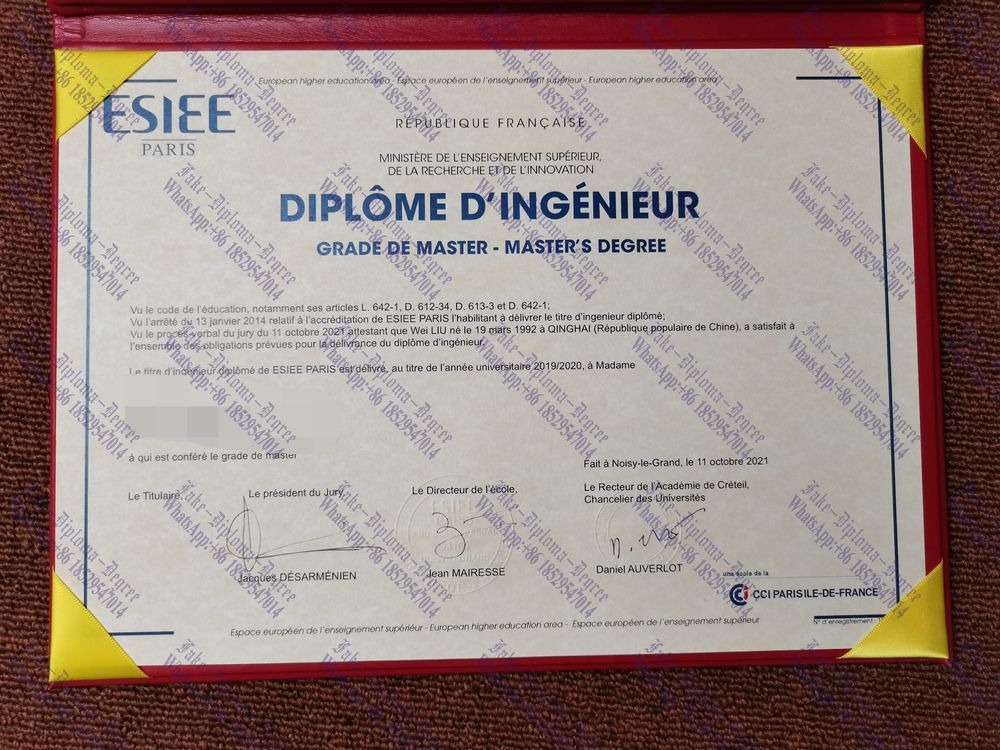 European higher education area - Espace européen de l'enseignement supérieur - European higher education area
ESIEE
PARIS
RÉPUBLIQUE FRANÇAISE
MINISTÈRE DE L'ENSEIGNEMENT SUPÉRIEUR,
DE LA RECHERCHE ET DE L'INNOVATION
DIPLÔME D'INGÉNIEUR
GRADE DE MASTER - MASTER'S DEGREE
Vu le code de l'éducation, notamment ses articles L. 642-1, D. 612-34, D. 613-3 et D. 642-1;
Vu l'arrêté du 13 janvier 2014 relatif à l'accréditation de ESIEE PARIS l'habilitant à délivrer le titre d'ingenieur diplômé;
Vu le procès-verbal du jury du 11 octobre 2021 attestant que Wei LIU né le 19 mars 1992 à QINGHAI (République populaire de Chine), a satisfait à
l'ensemble des obligations prévues pour la délivrance du diplôme d'ingénieur,
Le titre d'ingénieur diplômé de ESIEE PARIS est délivré, au titre de l'année universitaire 2019/2020, à Madame
à qui est conféré le grade de master
Fait à Noisy-le-Grand, le 11 octobre 2021
Le Titulaire,
Le président du Jury,
Le Directeur de l'école,
Le Recteur de l'Académie de Créteil,
Chancelier des Universités
Jacques DÉSARMÉNIEN
Jean MAIRESSE
Daniel AUVERLOT
une école de la
CCI PARIS ILE-DE-FRANCE
N° d'enregistrement :
Espace européen de l'enseignement supérieur - European higher education area - Espace européen de l'enseignement supérieur
Fake-Diploma-Degree
WhatsApp:+86 18529547014